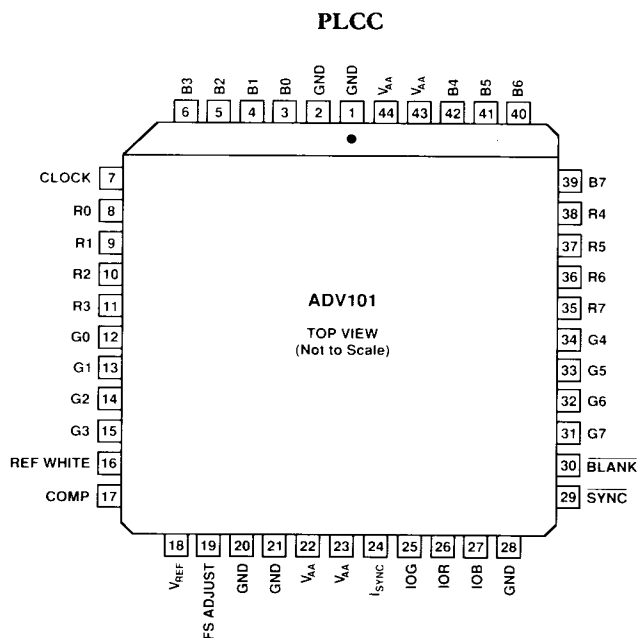 PLCC
B3 B2 B1 B0 GND GND VAA VAA B4 B5 B6
6 5 4 3 2 1 44 43 42 41 40
CLOCK 7
R0 8
R1 9
R2 10
R3 11
G0 12
G1 13
G2 14
G3 15
REF WHITE 16
COMP 17
ADV101
TOP VIEW
(Not to Scale)
39 B7
38 R4
37 R5
36 R6
35 R7
34 G4
33 G5
32 G6
31 G7
30 BLANK
29 SYNC
18 19 20 21 22 23 24 25 26 27 28
VREF FS ADJUST GND GND VAA VAA ISYNC IOG IOR IOB GND